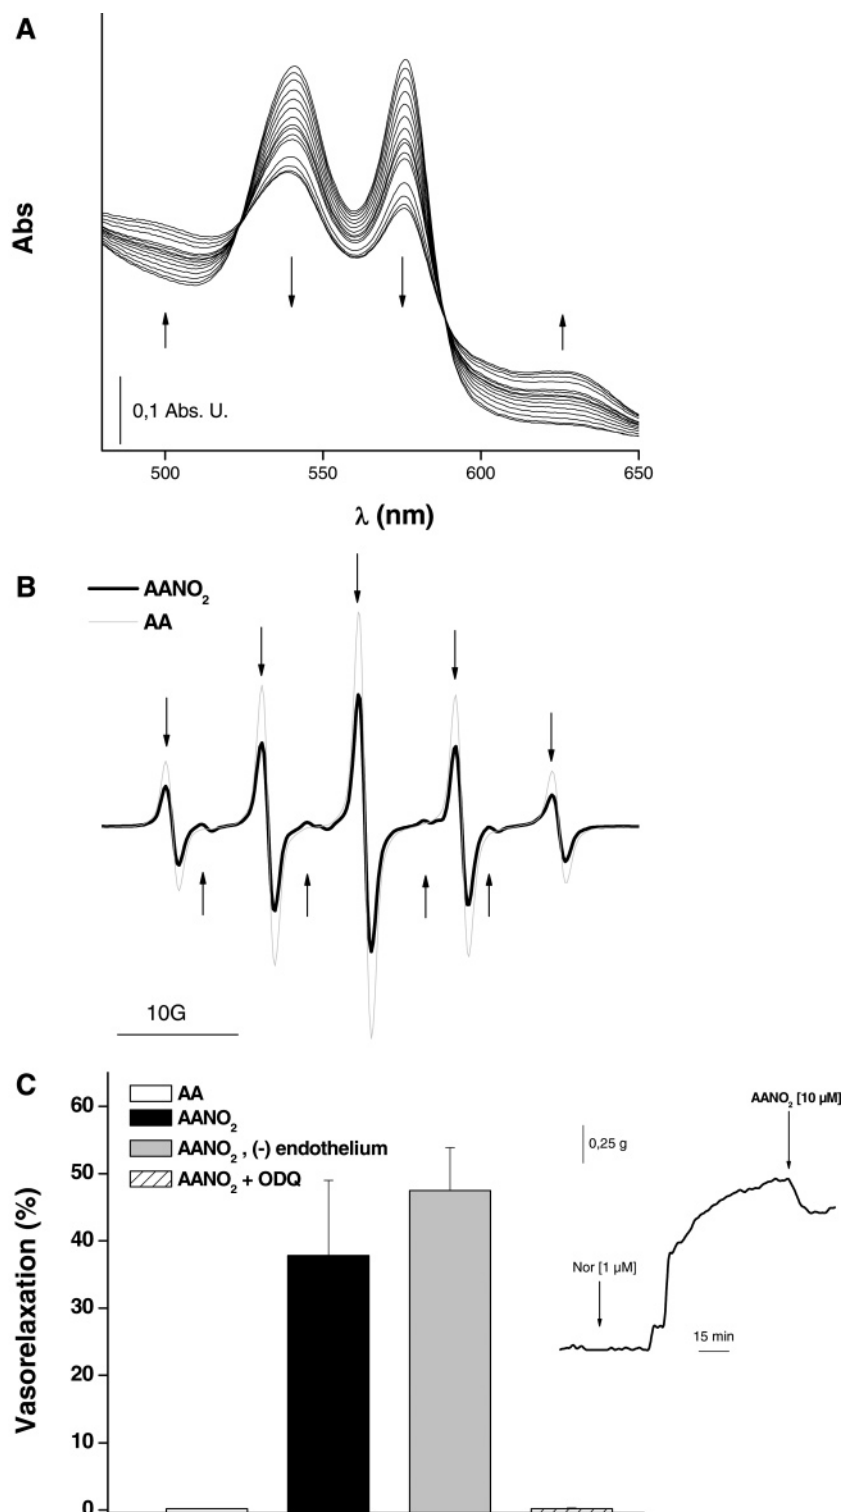 A
Abs
0,1 Abs. U.
500
550
600
650
λ (nm)
B
AANO₂
AA
10G
C
Vasorelaxation (%)
60
50
40
30
20
10
0
AA
AANO₂
AANO₂ , (-) endothelium
AANO₂ + ODQ
0,25 g
AANO₂ [10 µM]
Nor [1 µM]
15 min